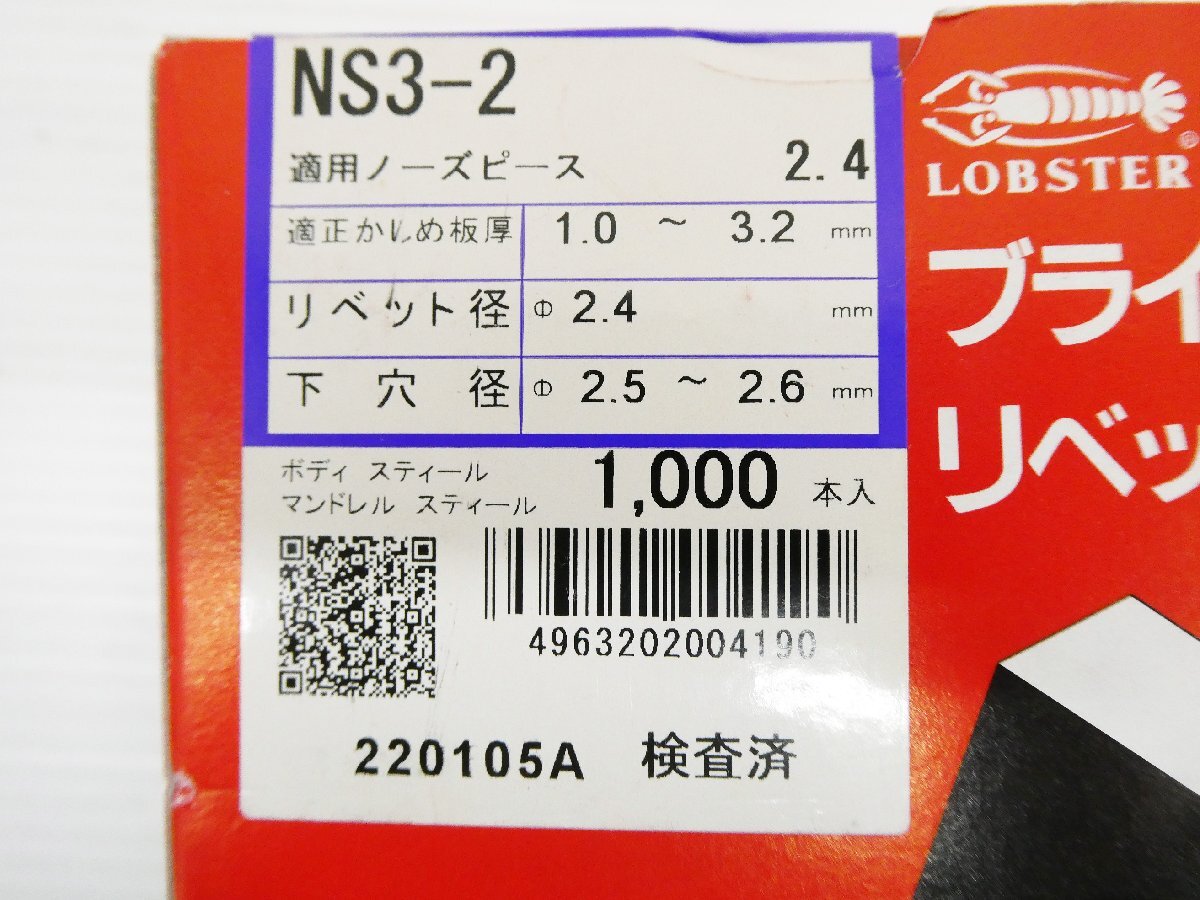 NS3-2
適用ノーズピース 2.4
適正かしめ板厚 1.0 ～ 3.2 mm
リベット径 Φ 2.4 mm
下穴径 Φ 2.5 ～ 2.6 mm
ボディ スティール
マンドレル スティール
1,000 本入
4963202004190
220105A 検査済
LOBSTER
®
ブライ
リベッ